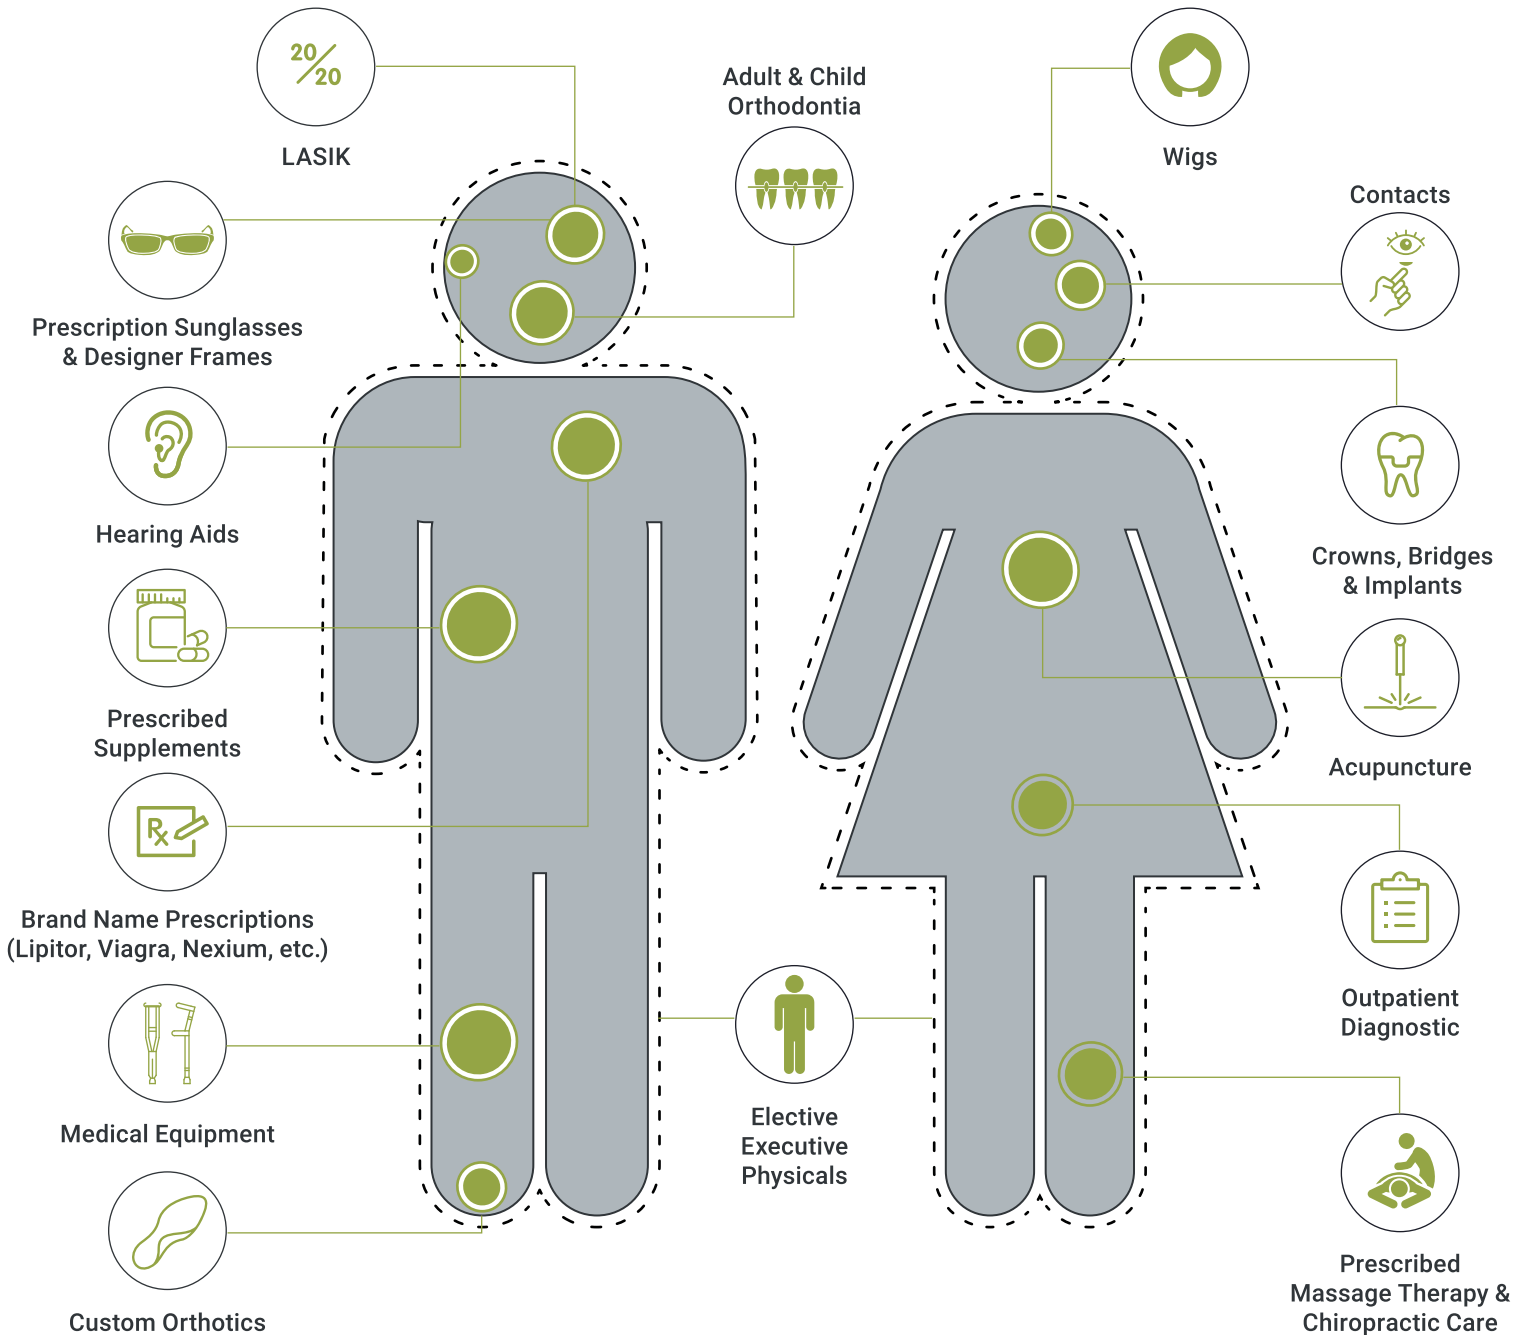 20/20
LASIK
Adult & Child
Orthodontia
Wigs
Contacts
Prescription Sunglasses
& Designer Frames
Hearing Aids
Crowns, Bridges
& Implants
Prescribed
Supplements
Acupuncture
Rx
Brand Name Prescriptions
(Lipitor, Viagra, Nexium, etc.)
Outpatient
Diagnostic
Medical Equipment
Elective
Executive
Physicals
Custom Orthotics
Prescribed
Massage Therapy &
Chiropractic Care